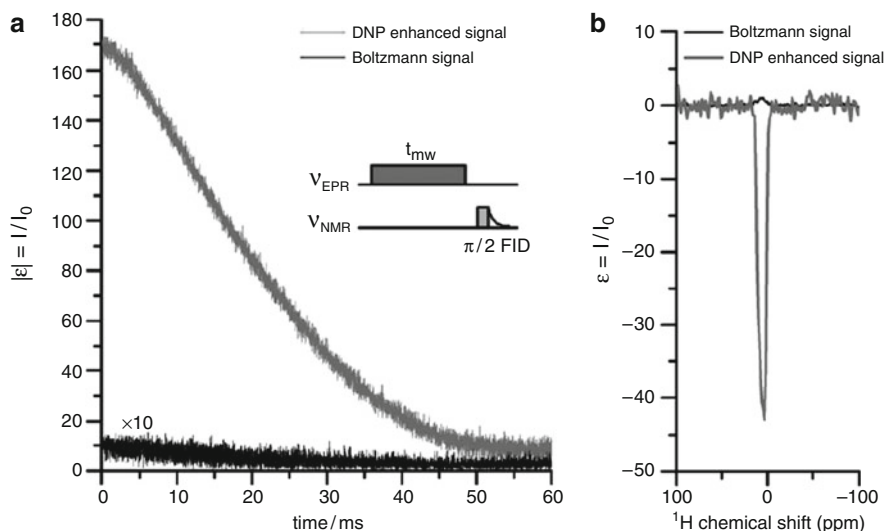 a
180
160
140
120
100
80
60
40
20
0
|ε| = I / I0
DNP enhanced signal
Boltzmann signal
tmw
νEPR
νNMR
π / 2 FID
×10
0 10 20 30 40 50 60
time / ms
b
Boltzmann signal
DNP enhanced signal
10
0
−10
−20
−30
−40
−50
ε = I / I0
100 0 −100
1H chemical shift (ppm)